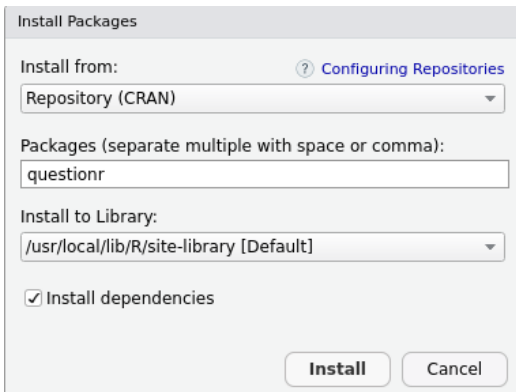 Install Packages
Install from:
? Configuring Repositories
Repository (CRAN)
Packages (separate multiple with space or comma):
questionr
Install to Library:
/usr/local/lib/R/site-library [Default]
Install dependencies
Install
Cancel